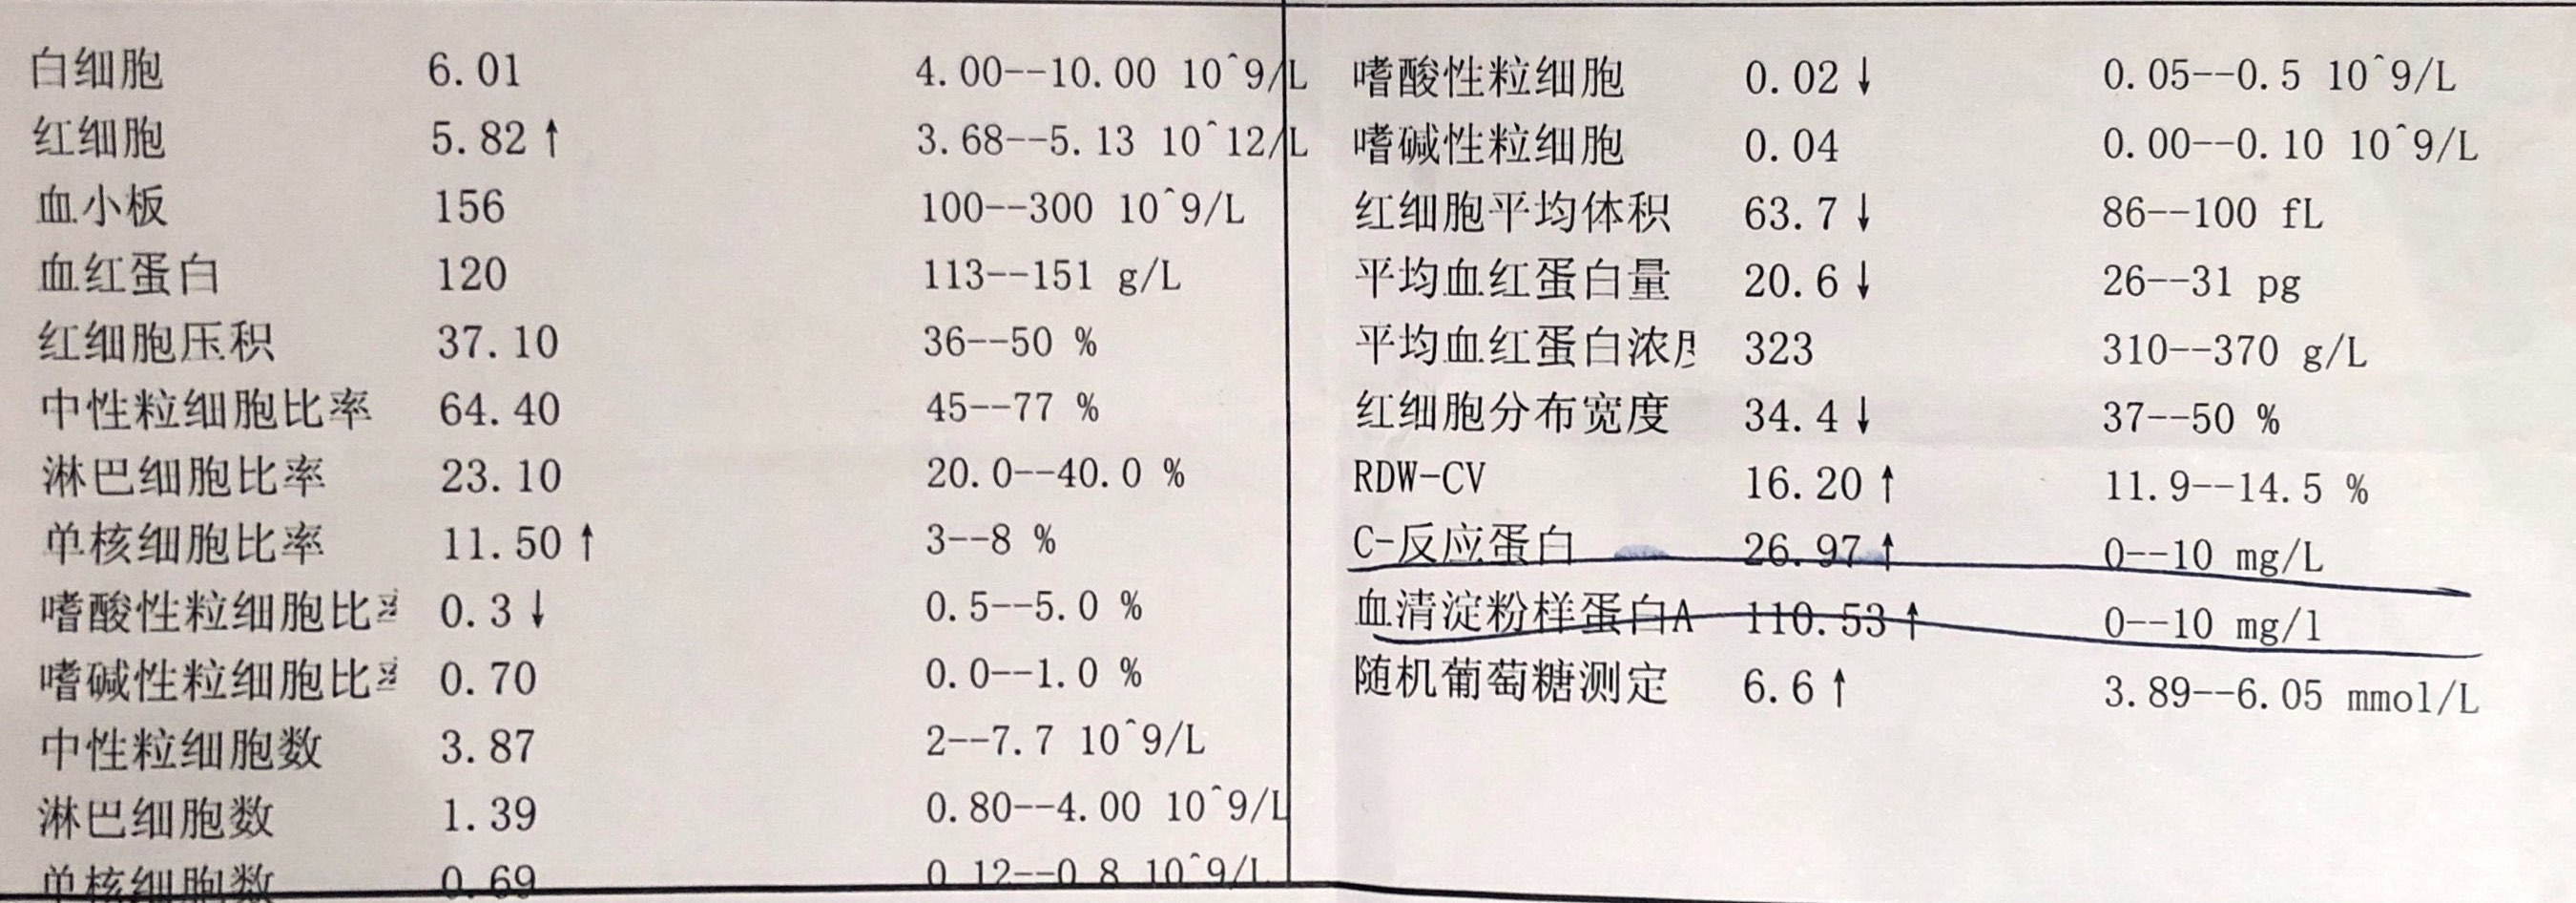 白细胞 6.01 4.00--10.00 10^9/L
红细胞 5.82↑ 3.68--5.13 10^12/L
血小板 156 100--300 10^9/L
血红蛋白 120 113--151 g/L
红细胞压积 37.10 36--50 %
中性粒细胞比率 64.40 45--77 %
淋巴细胞比率 23.10 20.0--40.0 %
单核细胞比率 11.50↑ 3--8 %
嗜酸性粒细胞比 0.3↓ 0.5--5.0 %
嗜碱性粒细胞比 0.70 0.0--1.0 %
中性粒细胞数 3.87 2--7.7 10^9/L
淋巴细胞数 1.39 0.80--4.00 10^9/L
单核细胞数 0.69 0.12--0.8 10^9/L
嗜酸性粒细胞 0.02↓ 0.05--0.5 10^9/L
嗜碱性粒细胞 0.04 0.00--0.10 10^9/L
红细胞平均体积 63.7↓ 86--100 fL
平均血红蛋白量 20.6↓ 26--31 pg
平均血红蛋白浓 323 310--370 g/L
红细胞分布宽度 34.4↓ 37--50 %
RDW-CV 16.20↑ 11.9--14.5 %
C-反应蛋白 26.97↑ 0--10 mg/L
血清淀粉样蛋白A 110.53↑ 0--10 mg/l
随机葡萄糖测定 6.6↑ 3.89--6.05 mmol/L